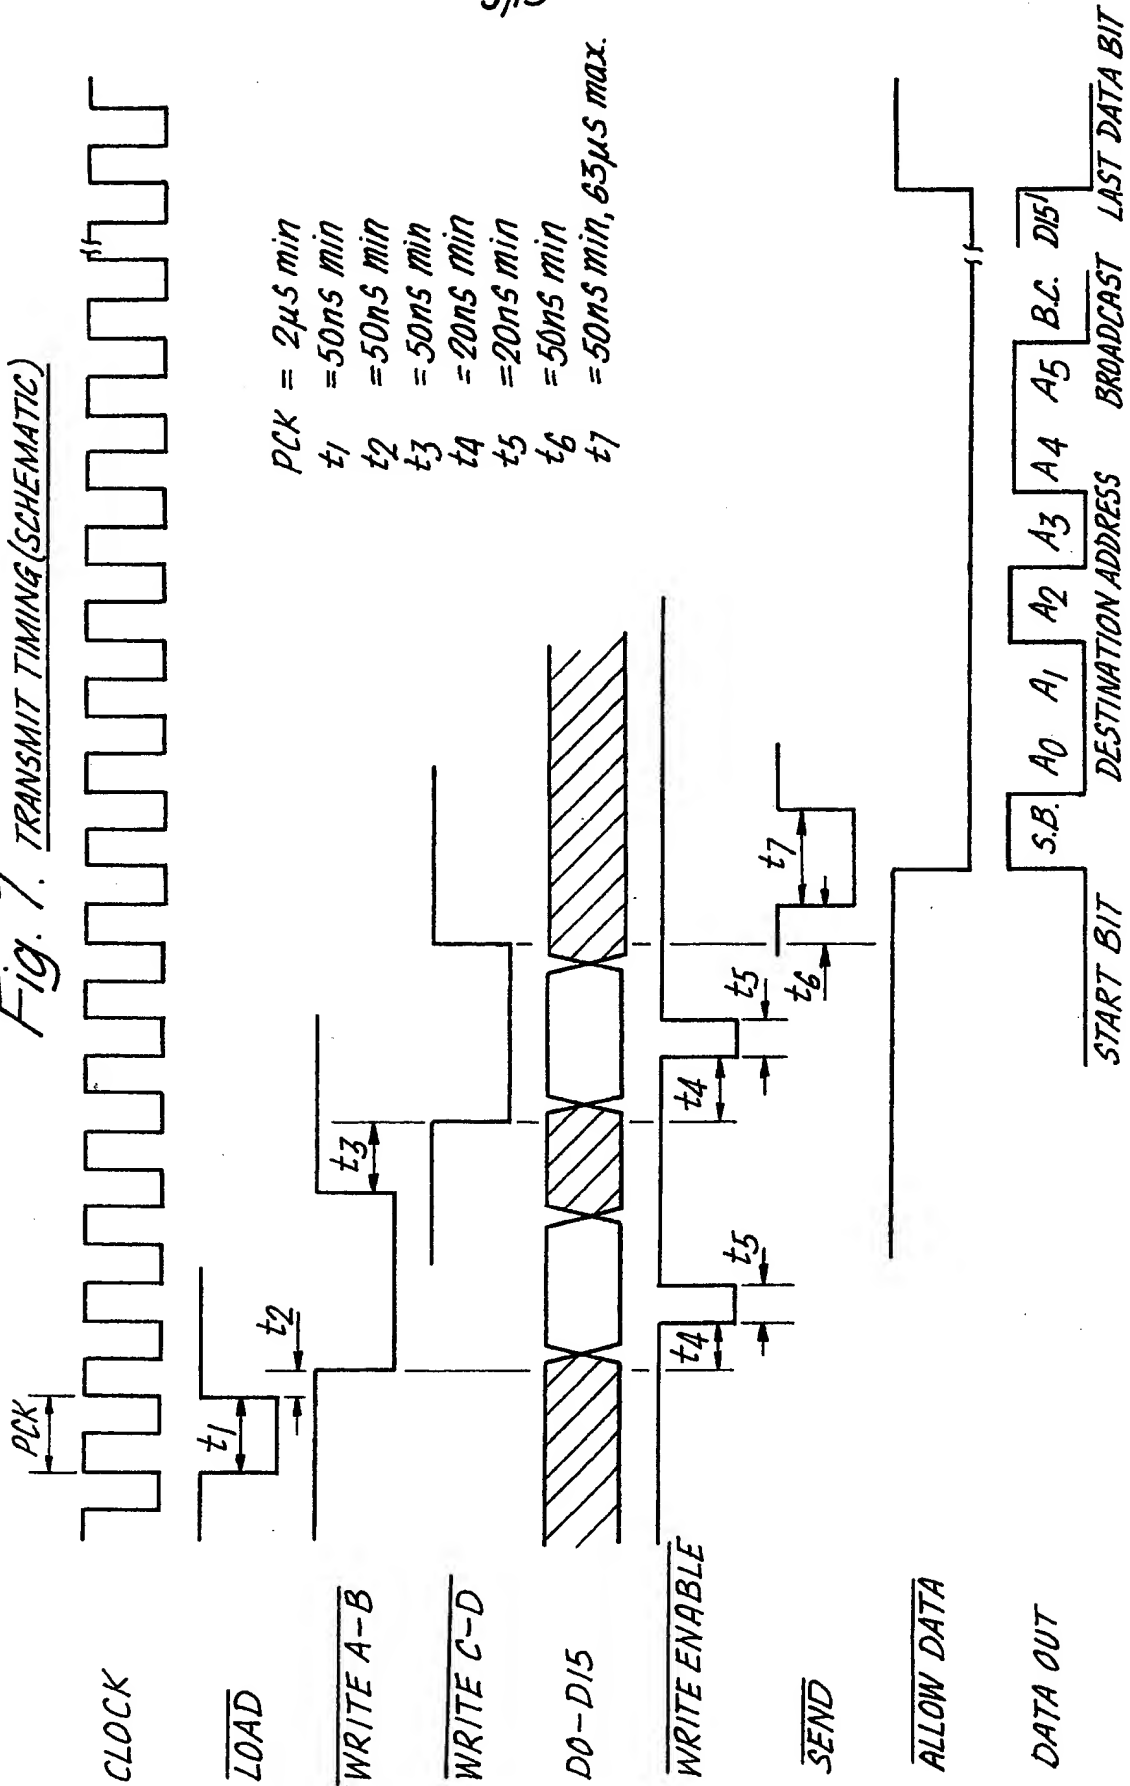 Fig. 7. TRANSMIT TIMING (SCHEMATIC)
PCK
CLOCK
LOAD
t1
t2
WRITE A-B
t3
WRITE C-D
D0-D15
WRITE ENABLE
t4
t5
t4
t5
SEND
t6
t7
ALLOW DATA
DATA OUT
S.B. A0 A1 A2 A3 A4 A5 B.C. D15'
START BIT DESTINATION ADDRESS BROADCAST LAST DATA BIT
PCK = 2µs min
t1 = 50ns min
t2 = 50ns min
t3 = 50ns min
t4 = 20ns min
t5 = 20ns min
t6 = 50ns min
t7 = 50ns min, 63µs max.